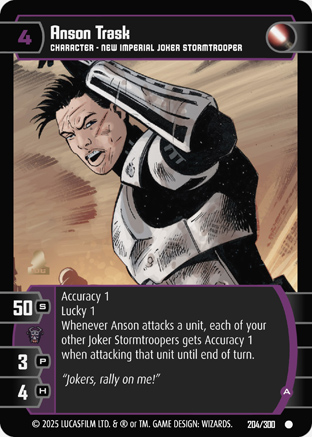 4
Anson Trask
CHARACTER - NEW IMPERIAL JOKER STORMTROOPER
50 S
3 P
4 H
Accuracy 1
Lucky 1
Whenever Anson attacks a unit, each of your
other Joker Stormtroopers gets Accuracy 1
when attacking that unit until end of turn.
“Jokers, rally on me!”
A
© 2025 LUCASFILM LTD. & ® or TM. GAME DESIGN: WIZARDS.
204/300